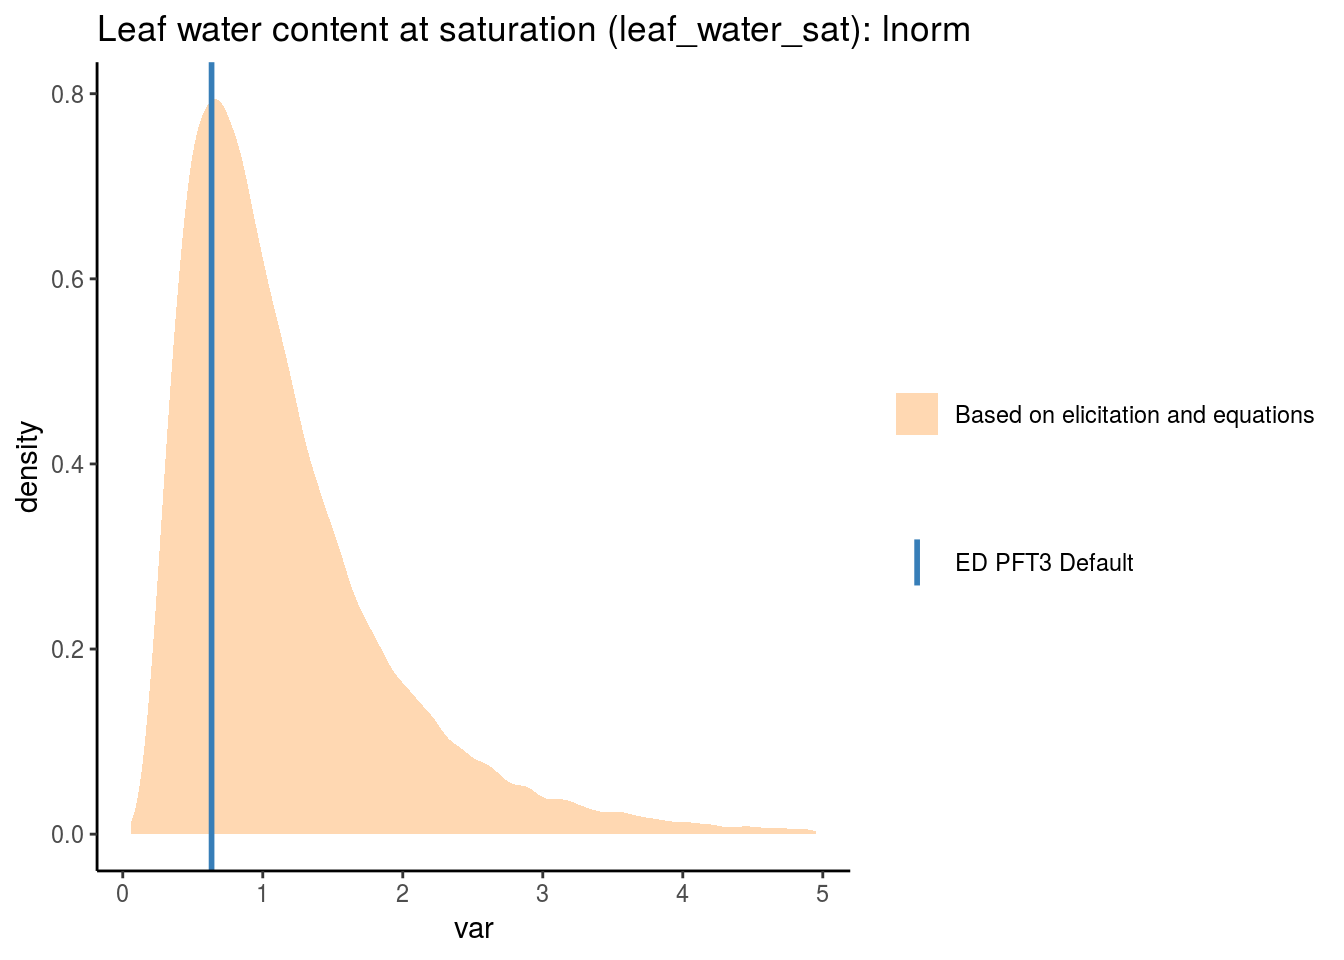 Leaf water content at saturation (leaf_water_sat): lnorm
density
0.8
0.6
0.4
0.2
0.0
0 1 2 3 4 5
var
Based on elicitation and equations
ED PFT3 Default